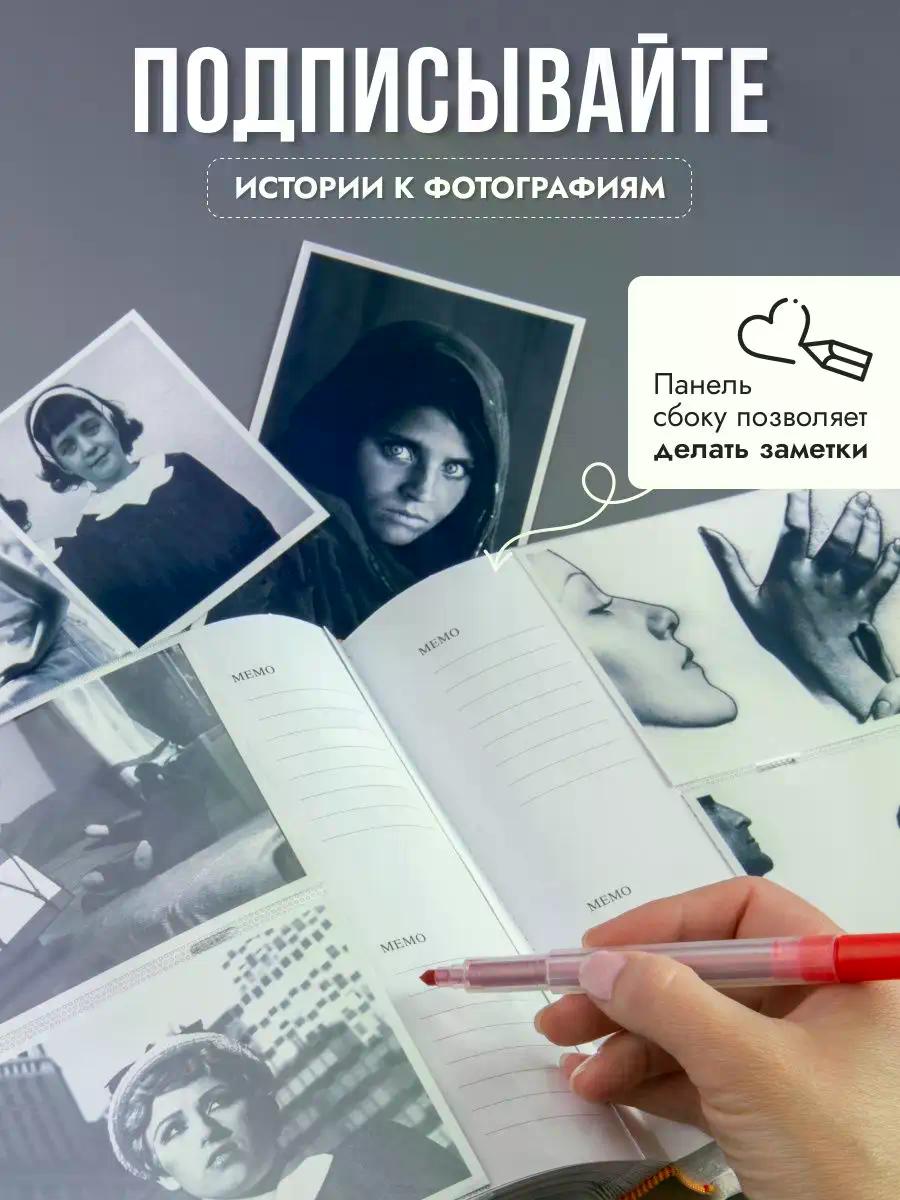 ПОДПИСЫВАЙТЕ
ИСТОРИИ К ФОТОГРАФИЯМ
Панель
сбоку позволяет
делать заметки
MEMO
MEMO
MEMO
MEMO